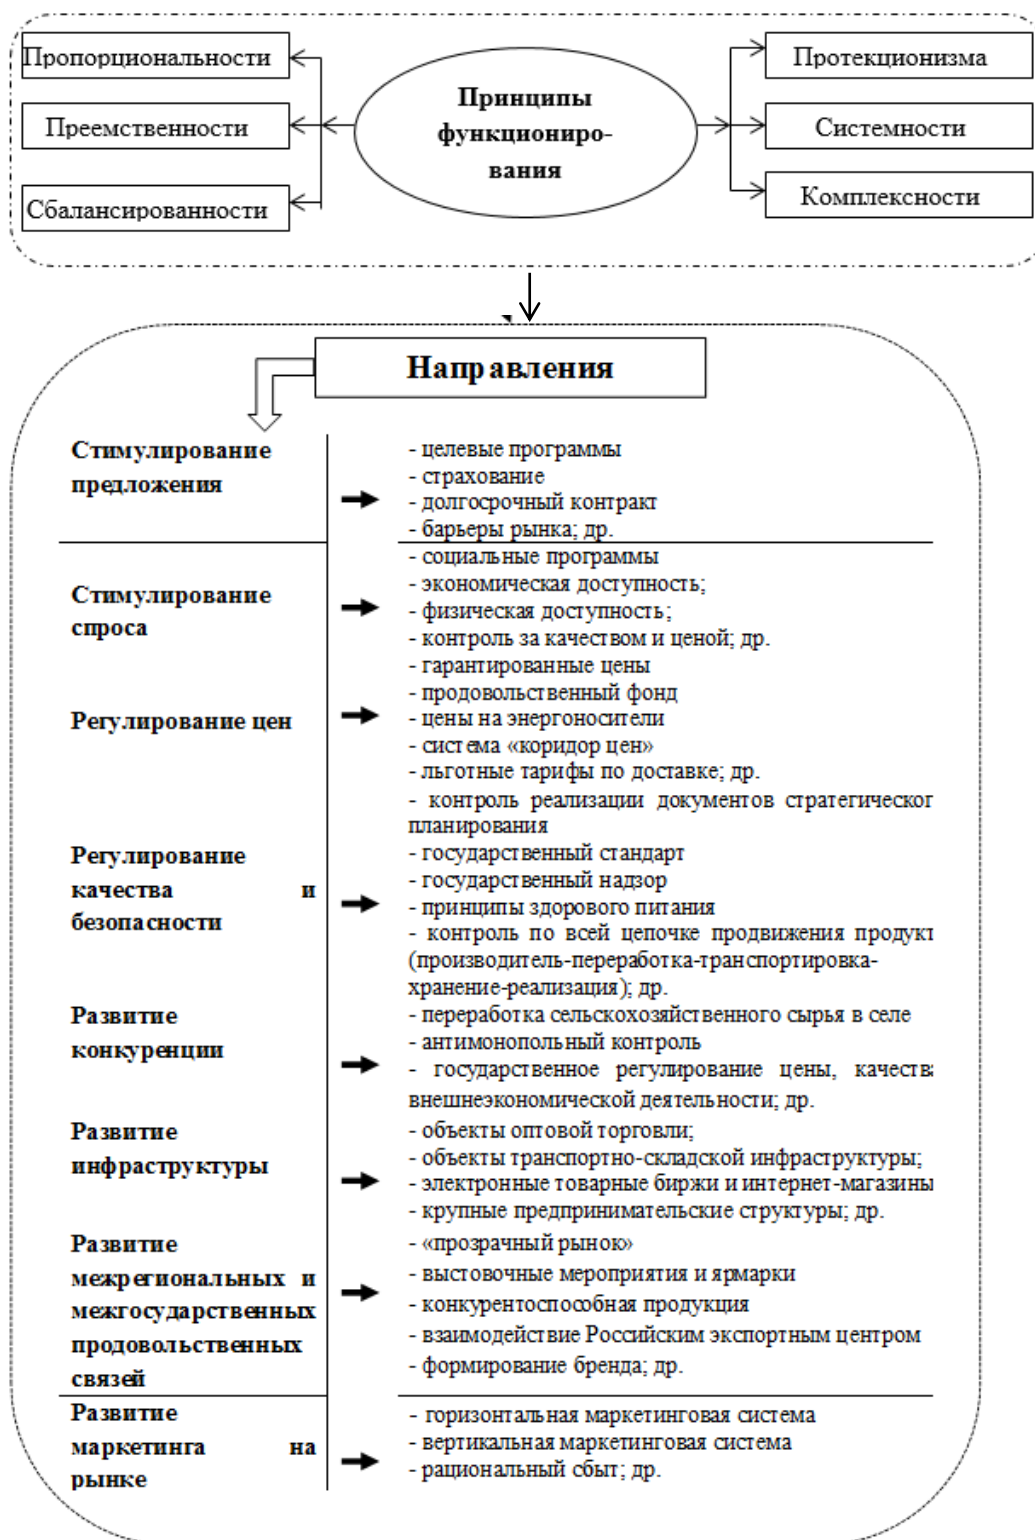 Пропорциональности
Преемственности
Сбалансированности
Принципы
функциониро-
вания
Протекционизма
Системности
Комплексности
Направления
Стимулирование
предложения
- целевые программы
- страхование
- долгосрочный контракт
- барьеры рынка; др.
Стимулирование
спроса
- социальные программы
- экономическая доступность;
- физическая доступность;
- контроль за качеством и ценой; др.
Регулирование цен
- гарантированные цены
- продовольственный фонд
- цены на энергоносители
- система «коридор цен»
- льготные тарифы по доставке; др.
Регулирование
качества и
безопасности
- контроль реализации документов стратегическог
планирования
- государственный стандарт
- государственный надзор
- принципы здорового питания
- контроль по всей цепочке продвижения продукт
(производитель-переработка-транспортировка-
хранение-реализация); др.
Развитие
конкуренции
- переработка сельскохозяйственного сырья в селе
- антимонопольный контроль
- государственное регулирование цены, качества
внешнеэкономической деятельности; др.
Развитие
инфраструктуры
- объекты оптовой торговли;
- объекты транспортно-складской инфраструктуры;
- электронные товарные биржи и интернет-магазины
- крупные предпринимательские структуры; др.
Развитие
межрегиональных и
межгосударственных
продовольственных
связей
- «прозрачный рынок»
- выстовочные мероприятия и ярмарки
- конкурентоспособная продукция
- взаимодействие Российским экспортным центром
- формирование бренда; др.
Развитие
маркетинга на
рынке
- горизонтальная маркетинговая система
- вертикальная маркетинговая система
- рациональный сбыт; др.